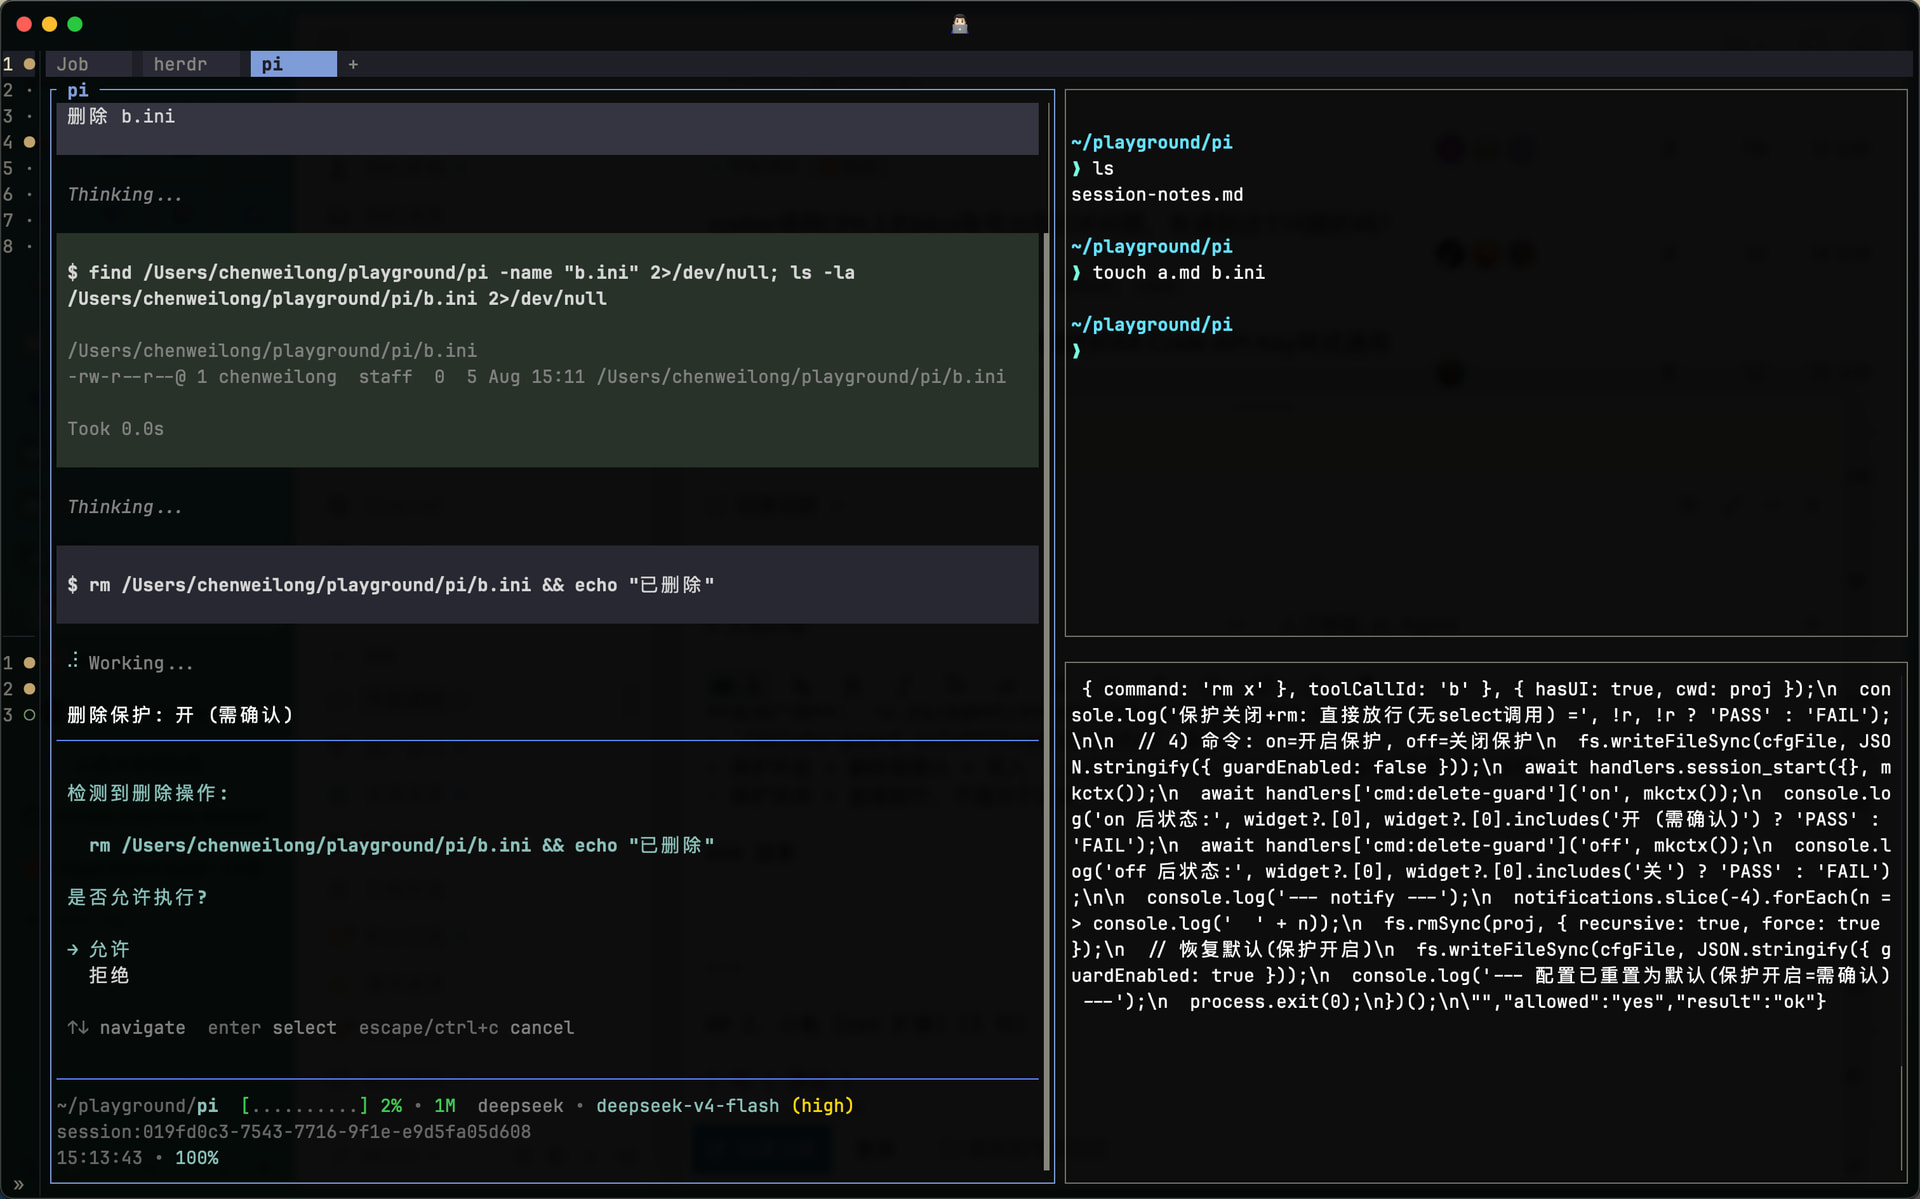 1 Job herdr pi +
2
3
4
5
6
7
8
1
2
3
»
pi
删除 b.ini
Thinking...
$ find /Users/chenweilong/playground/pi -name "b.ini" 2>/dev/null; ls -la
/Users/chenweilong/playground/pi/b.ini 2>/dev/null
/Users/chenweilong/playground/pi/b.ini
-rw-r--r--@ 1 chenweilong  staff  0  5 Aug 15:11 /Users/chenweilong/playground/pi/b.ini
Took 0.0s
Thinking...
$ rm /Users/chenweilong/playground/pi/b.ini && echo "已删除"
Working...
删除保护: 开 (需确认)
检测到删除操作:
rm /Users/chenweilong/playground/pi/b.ini && echo "已删除"
是否允许执行?
→ 允许
拒绝
↑↓ navigate  enter select  escape/ctrl+c cancel
~/playground/pi  [..........] 2% • 1M  deepseek • deepseek-v4-flash (high)
session:019fd0c3-7543-7716-9f1e-e9d5fa05d608
15:13:43 • 100%
~/playground/pi
❯ ls
session-notes.md
~/playground/pi
❯ touch a.md b.ini
~/playground/pi
❯
{ command: 'rm x' }, toolCallId: 'b' }, { hasUI: true, cwd: proj });\n  con
sole.log('保护关闭+rm: 直接放行(无select调用) =', !r, !r ? 'PASS' : 'FAIL');
\n\n  // 4) 命令: on=开启保护, off=关闭保护\n  fs.writeFileSync(cfgFile, JSO
N.stringify({ guardEnabled: false }));\n  await handlers.session_start({}, m
kctx());\n  await handlers['cmd:delete-guard']('on', mkctx());\n  console.lo
g('on 后状态:', widget?.[0], widget?.[0].includes('开 (需确认)') ? 'PASS' :
'FAIL');\n  await handlers['cmd:delete-guard']('off', mkctx());\n  console.l
og('off 后状态:', widget?.[0], widget?.[0].includes('关') ? 'PASS' : 'FAIL')
;\n\n  console.log('--- notify ---');\n  notifications.slice(-4).forEach(n =
> console.log('  ' + n));\n  fs.rmSync(proj, { recursive: true, force: true
});\n  // 恢复默认(保护开启)\n  fs.writeFileSync(cfgFile, JSON.stringify({ g
uardEnabled: true }));\n  console.log('--- 配置已重置为默认(保护开启=需确认)
---');\n  process.exit(0);\n})();\n\"","allowed":"yes","result":"ok"}